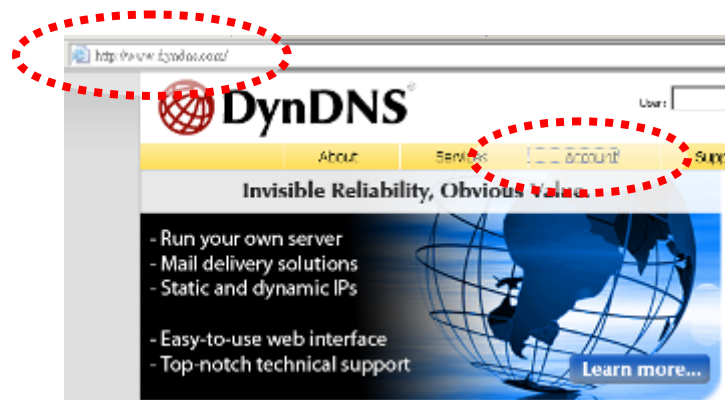 http://www.dyndns.com/
DynDNS
User:
About Services Account Supp
Invisible Reliability, Obvious Value.
- Run your own server
- Mail delivery solutions
- Static and dynamic IPs
- Easy-to-use web interface
- Top-notch technical support
Learn more...